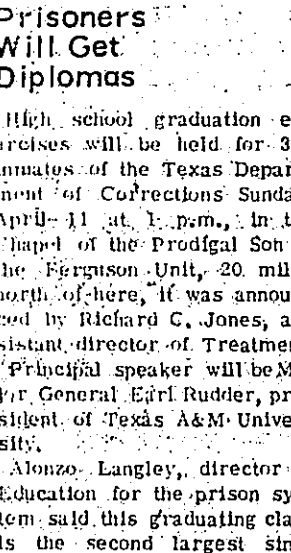 Prisoners
Will Get
Diplomas
High school graduation e
ercises will be held for 3
inmates of the Texas Depar
ment of Corrections Sunda
April 11 at 1 p.m., in t
Chapel of the Prodigal Son
the Ferguson Unit, 20 mil
north of here, it was annou
ced by Richard C. Jones, a
sistant director of Treatme
Principal speaker will be M
jor General Earl Rudder, pr
sident of Texas A&M Unive
sity.
Alonzo Langley, director
Education for the prison sy
tem said this graduating cla
is the second largest sin